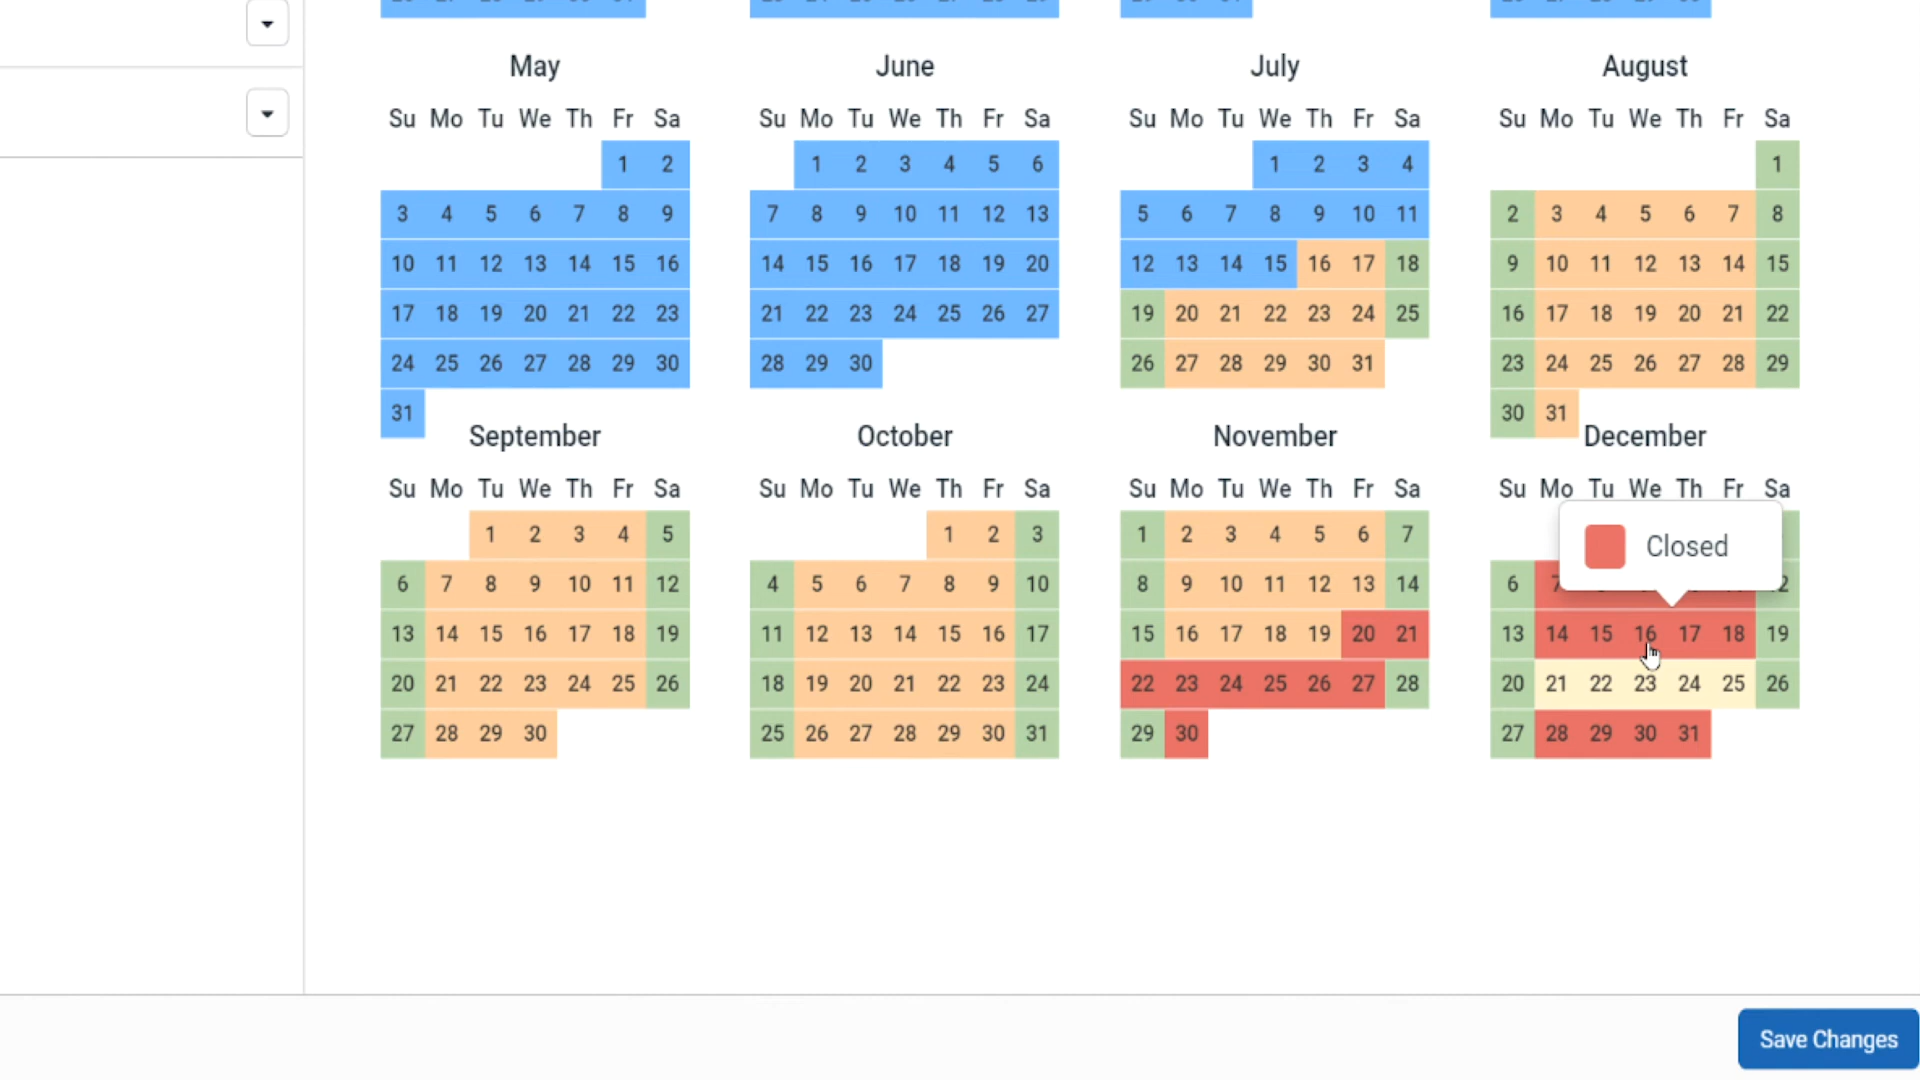 May June July August
Su Mo Tu We Th Fr Sa Su Mo Tu We Th Fr Sa Su Mo Tu We Th Fr Sa Su Mo Tu We Th Fr Sa
1 2 1 2 3 4 5 6 1 2 3 4 1
3 4 5 6 7 8 9 7 8 9 10 11 12 13 5 6 7 8 9 10 11 2 3 4 5 6 7 8
10 11 12 13 14 15 16 14 15 16 17 18 19 20 12 13 14 15 16 17 18 9 10 11 12 13 14 15
17 18 19 20 21 22 23 21 22 23 24 25 26 27 19 20 21 22 23 24 25 16 17 18 19 20 21 22
24 25 26 27 28 29 30 28 29 30 26 27 28 29 30 31 23 24 25 26 27 28 29
31 30 31
September October November December
Su Mo Tu We Th Fr Sa Su Mo Tu We Th Fr Sa Su Mo Tu We Th Fr Sa Su Mo Tu We Th Fr Sa
1 2 3 4 5 1 2 3 1 2 3 4 5 6 7
Closed
6 7 8 9 10 11 12 4 5 6 7 8 9 10 8 9 10 11 12 13 14 6
13 14 15 16 17 18 19 11 12 13 14 15 16 17 15 16 17 18 19 20 21 13 14 15 16 17 18 19
20 21 22 23 24 25 26 18 19 20 21 22 23 24 22 23 24 25 26 27 28 20 21 22 23 24 25 26
27 28 29 30 25 26 27 28 29 30 31 29 30 27 28 29 30 31
Save Changes